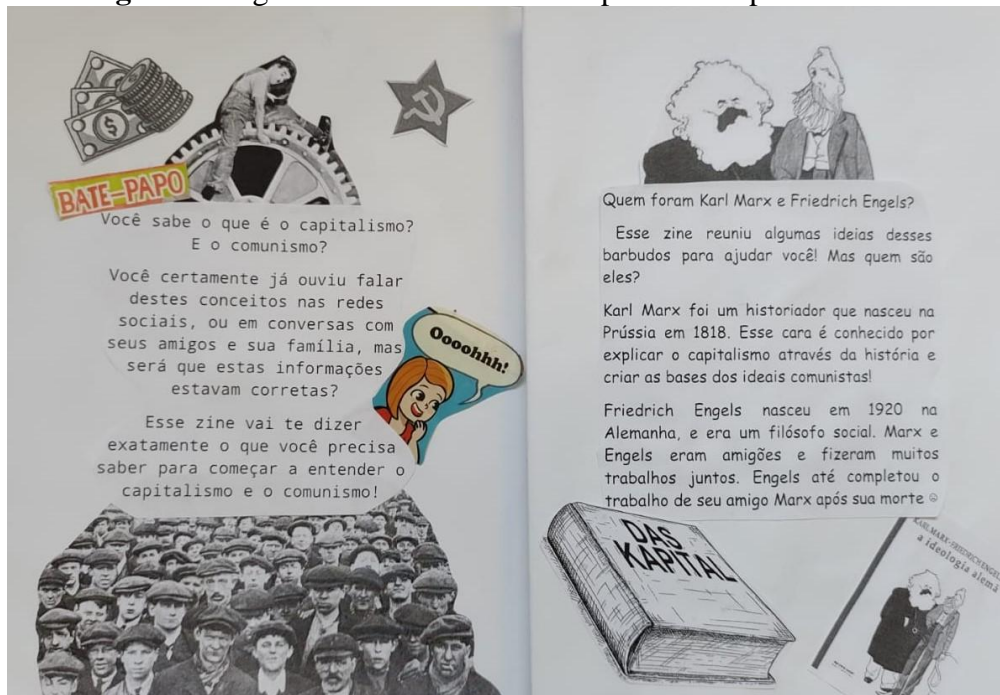 BATE-PAPO
Você sabe o que é o capitalismo?
E o comunismo?
Você certamente já ouviu falar
destes conceitos nas redes
sociais, ou em conversas com
seus amigos e sua família, mas
será que estas informações
estavam corretas?
Esse zine vai te dizer
exatamente o que você precisa
saber para começar a entender o
capitalismo e o comunismo!
Oooohhh!
Quem foram Karl Marx e Friedrich Engels?
Esse zine reuniu algumas ideias desses
barbudos para ajudar você! Mas quem são
eles?
Karl Marx foi um historiador que nasceu na
Prússia em 1818. Esse cara é conhecido por
explicar o capitalismo através da história e
criar as bases dos ideais comunistas!
Friedrich Engels nasceu em 1920 na
Alemanha, e era um filósofo social. Marx e
Engels eram amigões e fizeram muitos
trabalhos juntos. Engels até completou o
trabalho de seu amigo Marx após sua morte ☺
DAS
KAPITAL
KARL MARX-FRIEDRICH ENGEL
a ideologia alemã